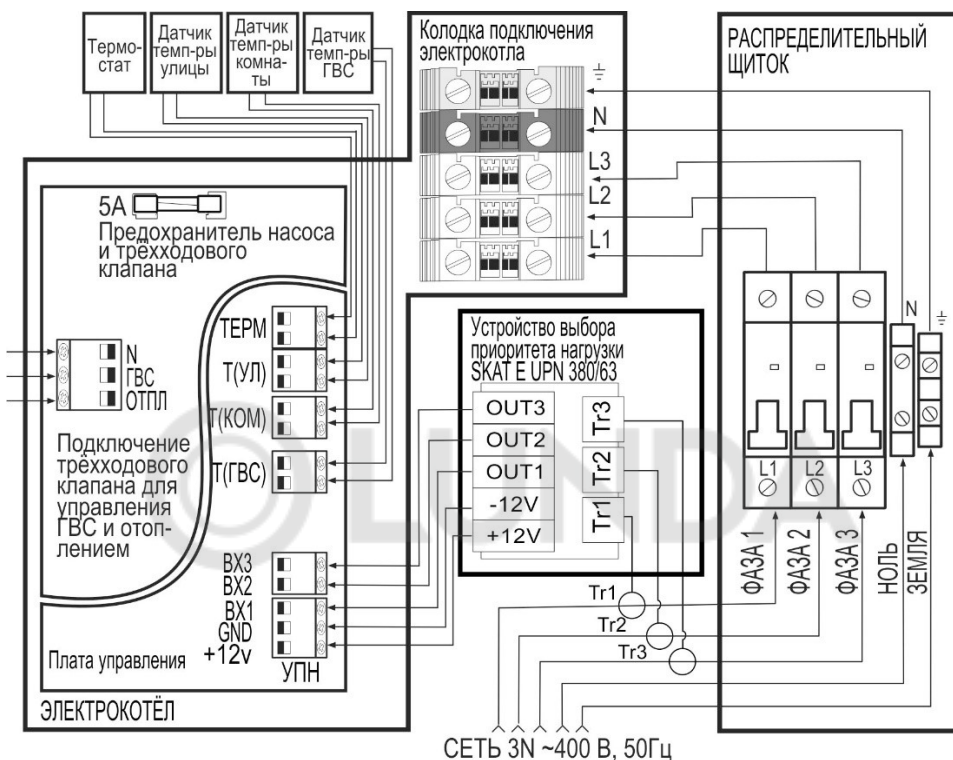 Термо-
стат
Датчик
темп-ры
улицы
Датчик
темп-ры
комна-
ты
Датчик
темп-ры
ГВС
Колодка подключения
электрокотла
N
L3
L2
L1
РАСПРЕДЕЛИТЕЛЬНЫЙ
ЩИТОК
5А
Предохранитель насоса
и трёхходового
клапана
N
ГВС
ОТПЛ
Подключение
трёхходового
клапана для
управления
ГВС и отоп-
лением
ТЕРМ
Т(УЛ)
Т(КОМ)
Т(ГВС)
ВХ3
ВХ2
ВХ1
GND
+12v
УПН
Плата управления
ЭЛЕКТРОКОТЁЛ
Устройство выбора
приоритета нагрузки
SKAT E UPN 380/63
OUT3
OUT2
OUT1
-12V
+12V
Tr3
Tr2
Tr1
Tr1
Tr2
Tr3
N
L1
L2
L3
ФАЗА 1
ФАЗА 2
ФАЗА 3
НОЛЬ
ЗЕМЛЯ
СЕТЬ 3N ~400 В, 50Гц
LUNDA